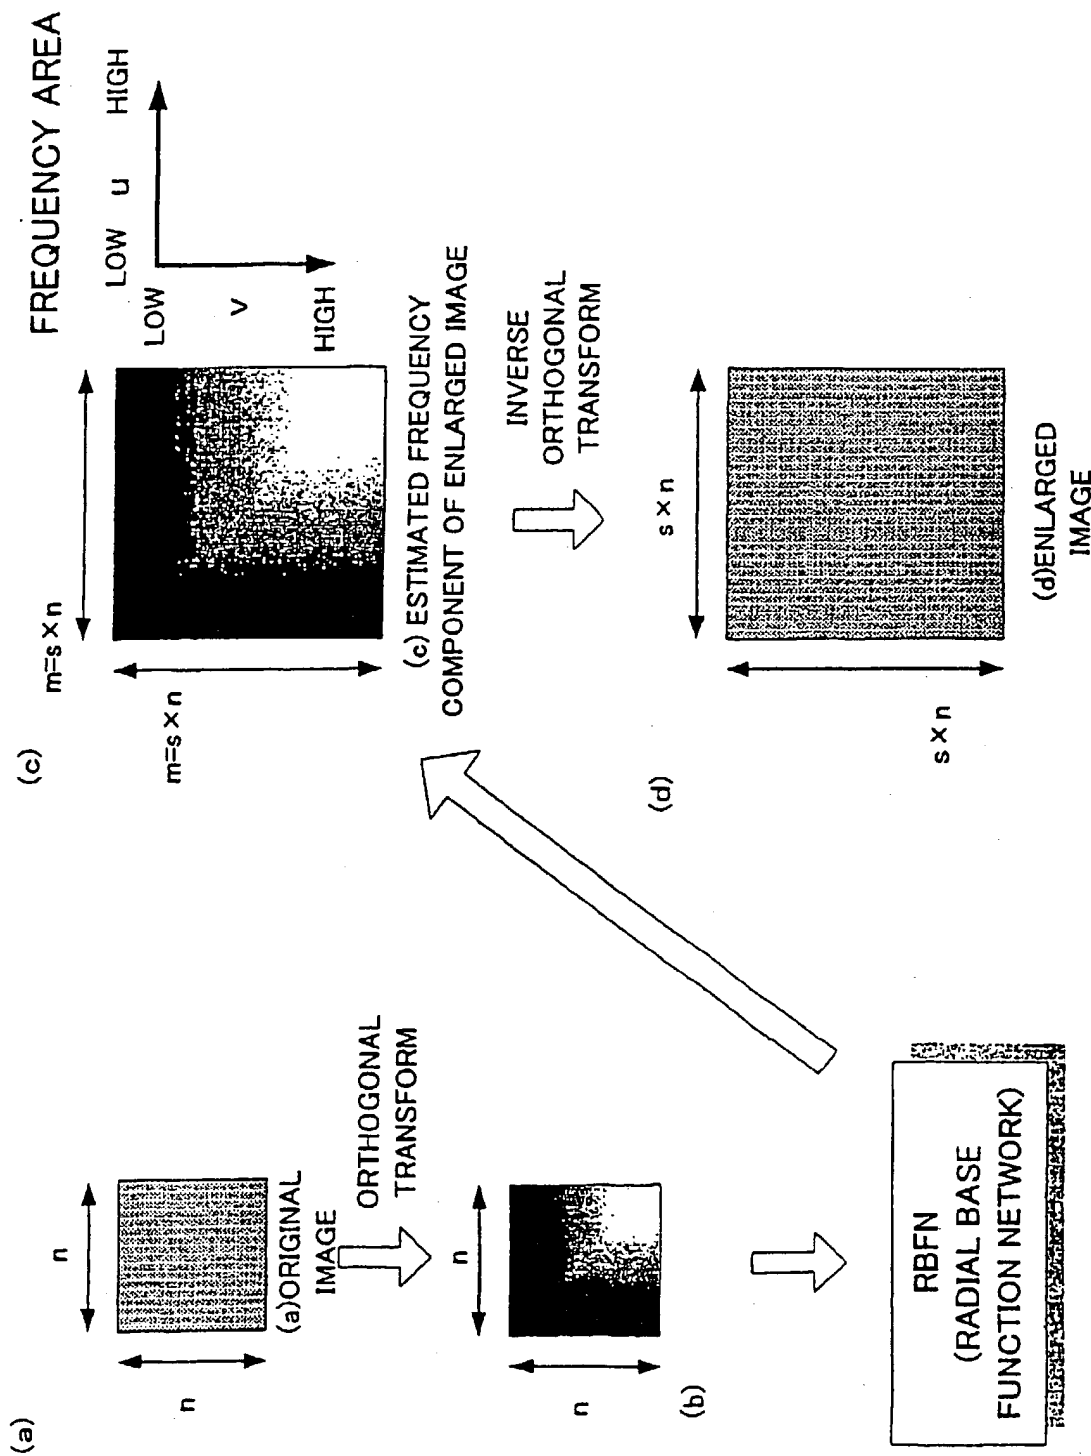 (a)
n
n
(a)ORIGINAL
IMAGE
ORTHOGONAL
TRANSFORM
n
n
(b)
RBFN
(RADIAL BASE
FUNCTION NETWORK)
(c)
m=s×n
m=s×n
FREQUENCY AREA
LOW u HIGH
LOW
v
HIGH
(c) ESTIMATED FREQUENCY
COMPONENT OF ENLARGED IMAGE
INVERSE
ORTHOGONAL
TRANSFORM
(d)
s×n
s×n
(d)ENLARGED
IMAGE